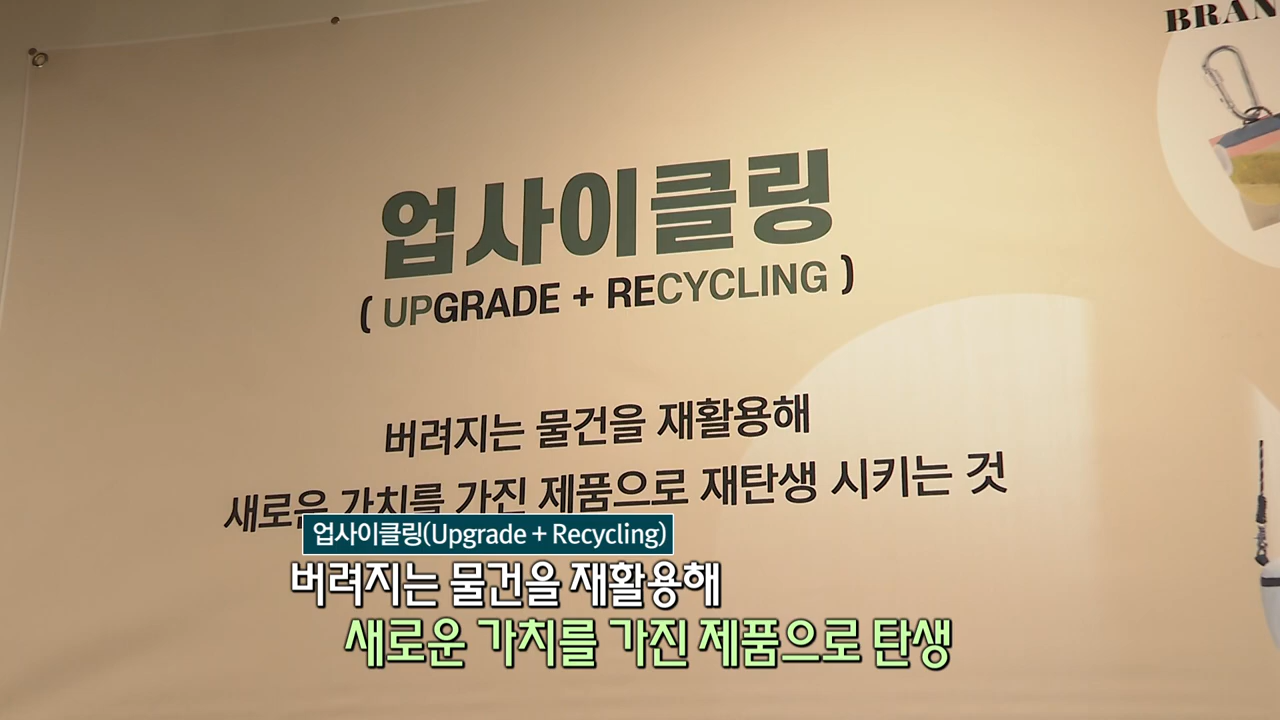 BRAN
업사이클링
( UPGRADE + RECYCLING )
버려지는 물건을 재활용해
새로운 가치를 가진 제품으로 재탄생 시키는 것
업사이클링(Upgrade + Recycling)
버려지는 물건을 재활용해
새로운 가치를 가진 제품으로 탄생